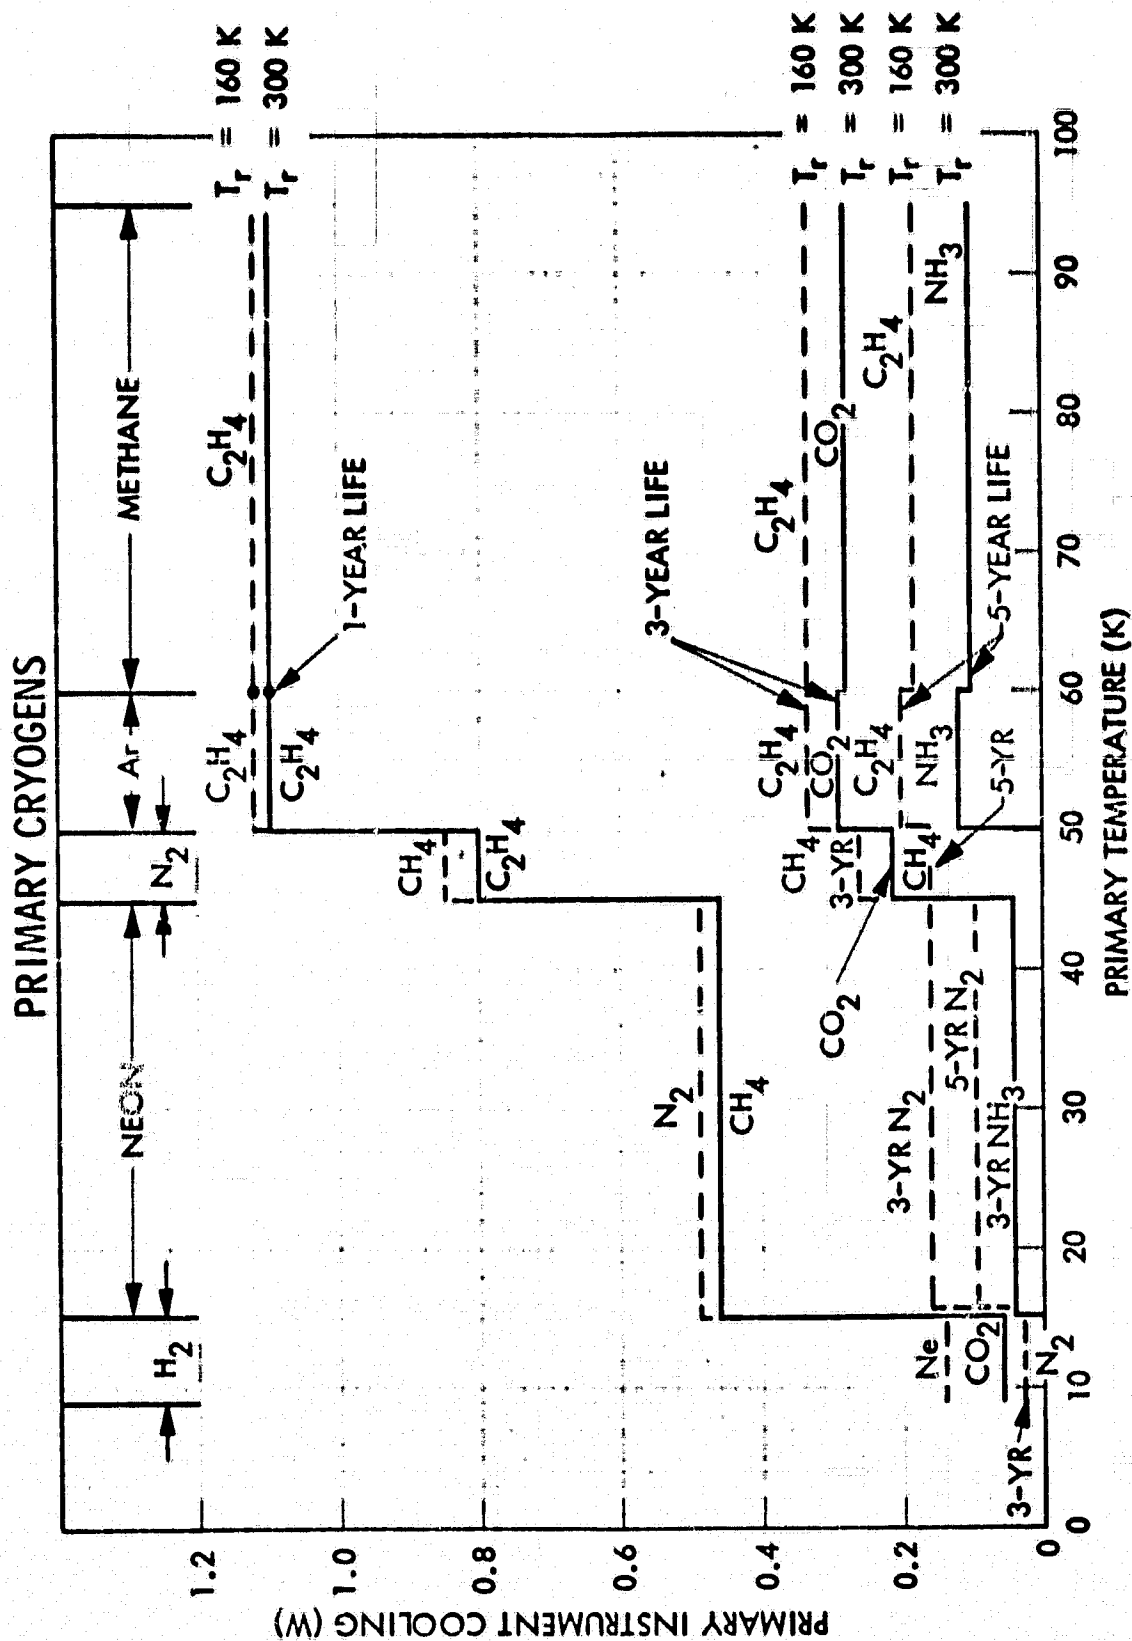 PRIMARY CRYOGENS
H2
NEON
N2
Ar
METHANE
C2H4
C2H4
Tr = 160 K
C2H4
Tr = 300 K
1-YEAR LIFE
CH4
C2H4
N2
CH4
3-YEAR LIFE
C2H4
C2H4
Tr = 160 K
CH4
CO2
CO2
Tr = 300 K
3-YR
CO2
C2H4
C2H4
Tr = 160 K
3-YR N2
CH4
NH3
NH3
Tr = 300 K
5-YEAR LIFE
5-YR
5-YR N2
3-YR NH3
Ne
CO2
N2
3-YR
1.2
1.0
0.8
0.6
0.4
0.2
0
PRIMARY INSTRUMENT COOLING (W)
0
10
20
30
40
50
60
70
80
90
100
PRIMARY TEMPERATURE (K)